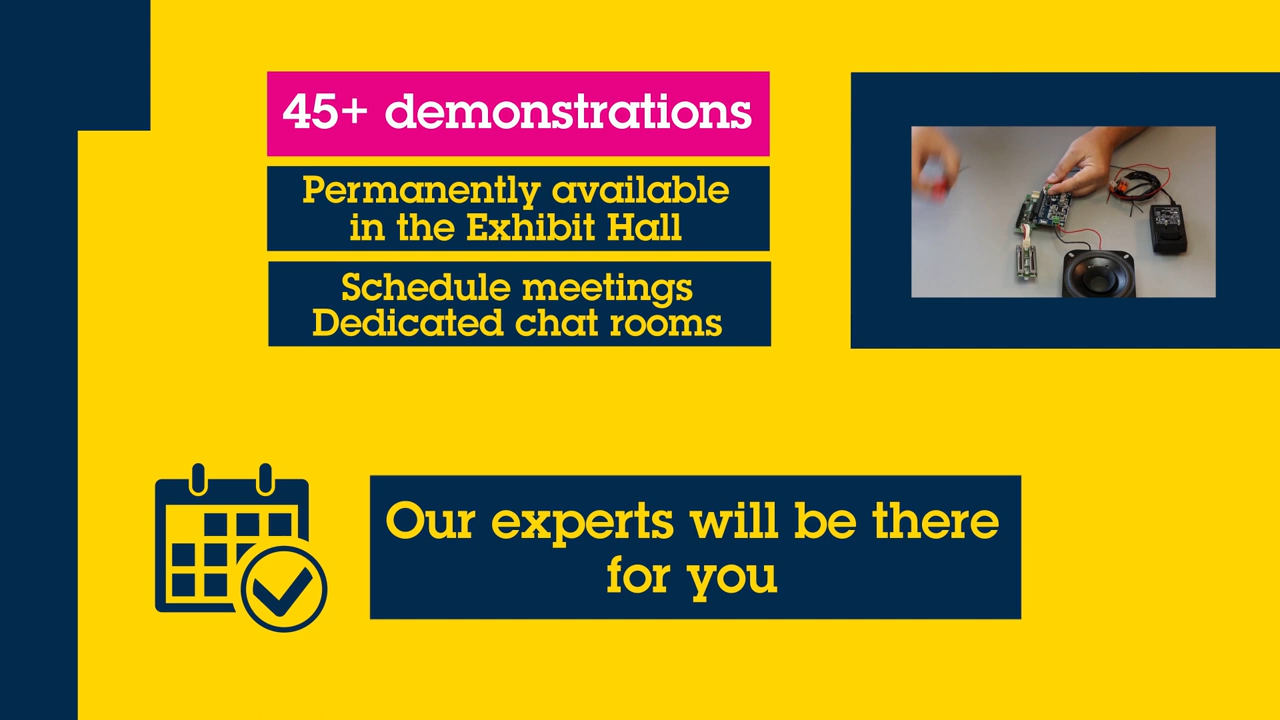 45+ demonstrations
Permanently available
in the Exhibit Hall
Schedule meetings
Dedicated chat rooms
Our experts will be there
for you